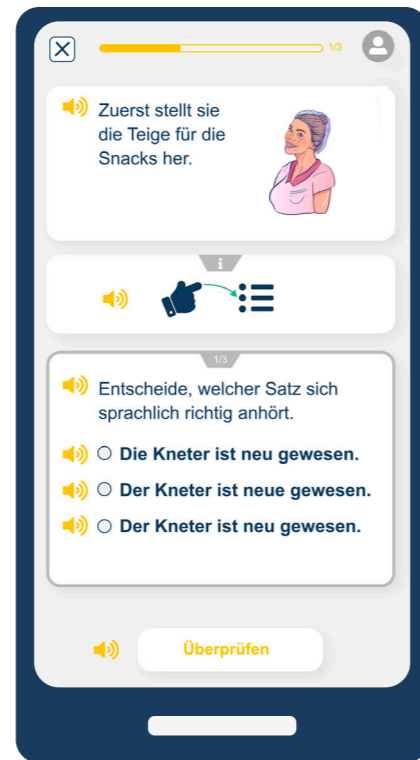 1/3
Zuerst stellt sie
die Teige für die
Snacks her.
i
1/3
Entscheide, welcher Satz sich
sprachlich richtig anhört.
Die Kneter ist neu gewesen.
Der Kneter ist neue gewesen.
Der Kneter ist neu gewesen.
Überprüfen